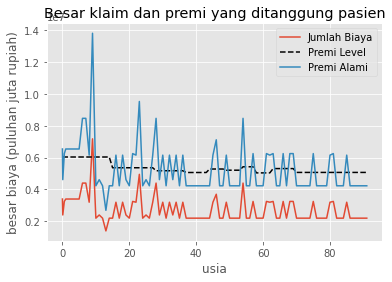 Besar klaim dan premi yang ditanggung pasien
1e7
1.4
1.2
1.0
0.8
0.6
0.4
0.2
besar biaya (puluhan juta rupiah)
Jumlah Biaya
Premi Level
Premi Alami
0
20
40
60
80
usia